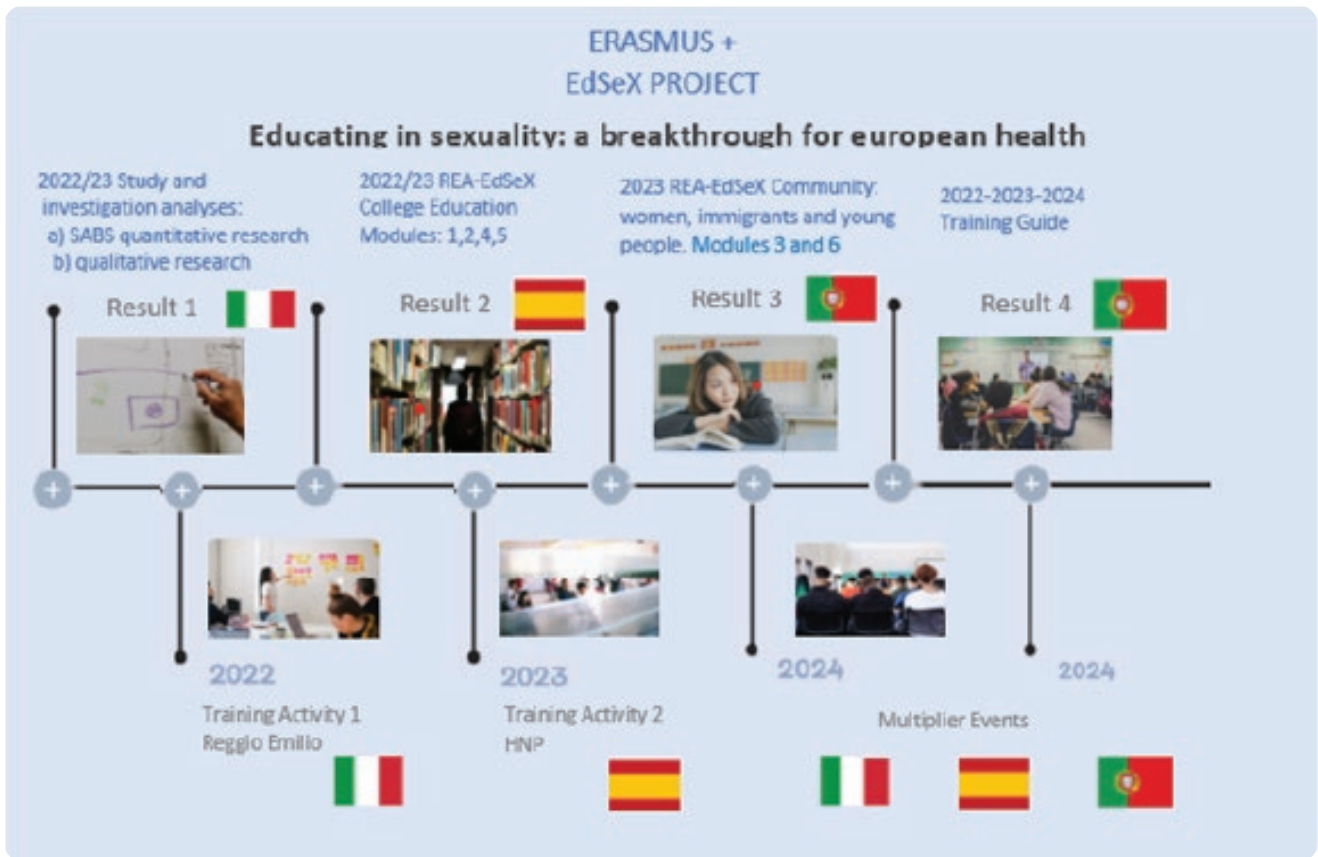 ERASMUS +
EdSeX PROJECT
Educating in sexuality: a breakthrough for european health
2022/23 Study and
investigation analyses:
a) SABS quantitative research
b) qualitative research
2022/23 REA-EdSeX
College Education
Modules: 1,2,4,5
2023 REA-EdSeX Community:
women, immigrants and young
people. Modules 3 and 6
2022-2023-2024
Training Guide
Result 1
Result 2
Result 3
Result 4
2022
Training Activity 1
Reggio Emilio
2023
Training Activity 2
HNP
2024
2024
Multiplier Events